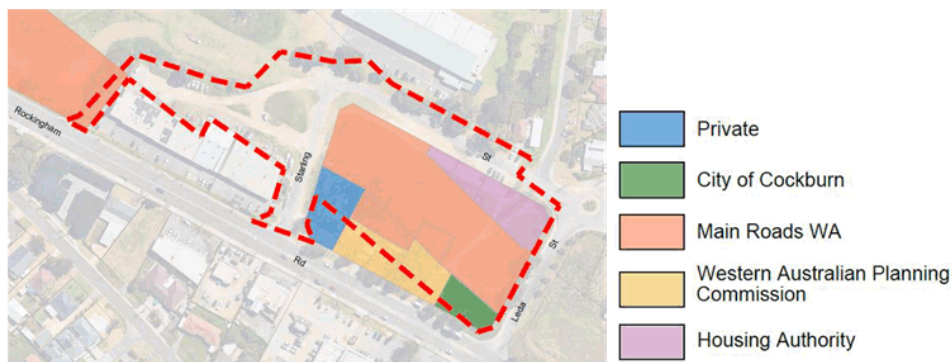 Rockingham
Starling
St
Rd
St
Leda
Private
City of Cockburn
Main Roads WA
Western Australian Planning
Commission
Housing Authority